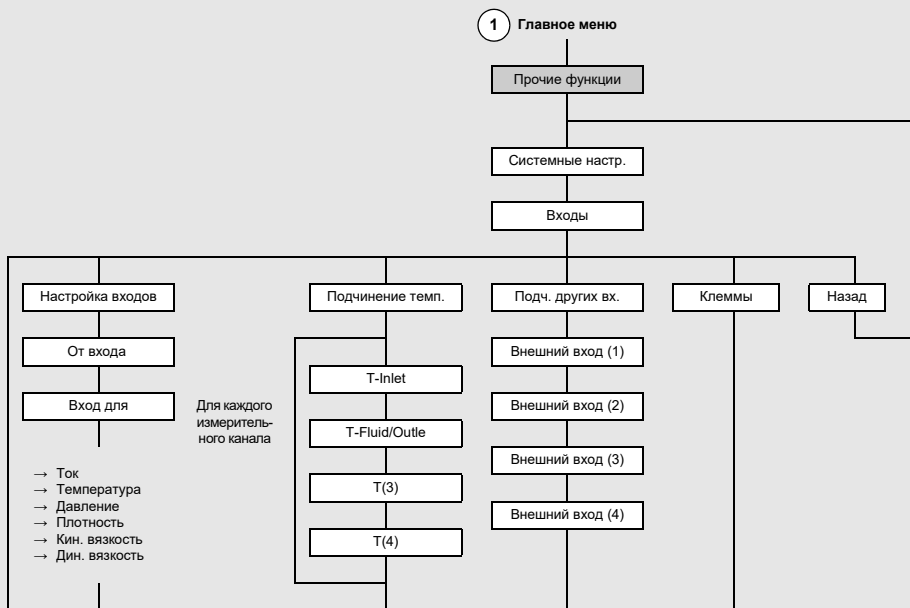 1 Главное меню
Прочие функции
Системные настр.
Входы
Настройка входов
Подчинение темп.
Подч. других вх.
Клеммы
Назад
От входа
Внешний вход (1)
T-Inlet
Вход для
Для каждого
измеритель-
ного канала
Внешний вход (2)
T-Fluid/Outle
Внешний вход (3)
→ Ток
→ Температура
→ Давление
→ Плотность
→ Кин. вязкость
→ Дин. вязкость
T(3)
Внешний вход (4)
T(4)